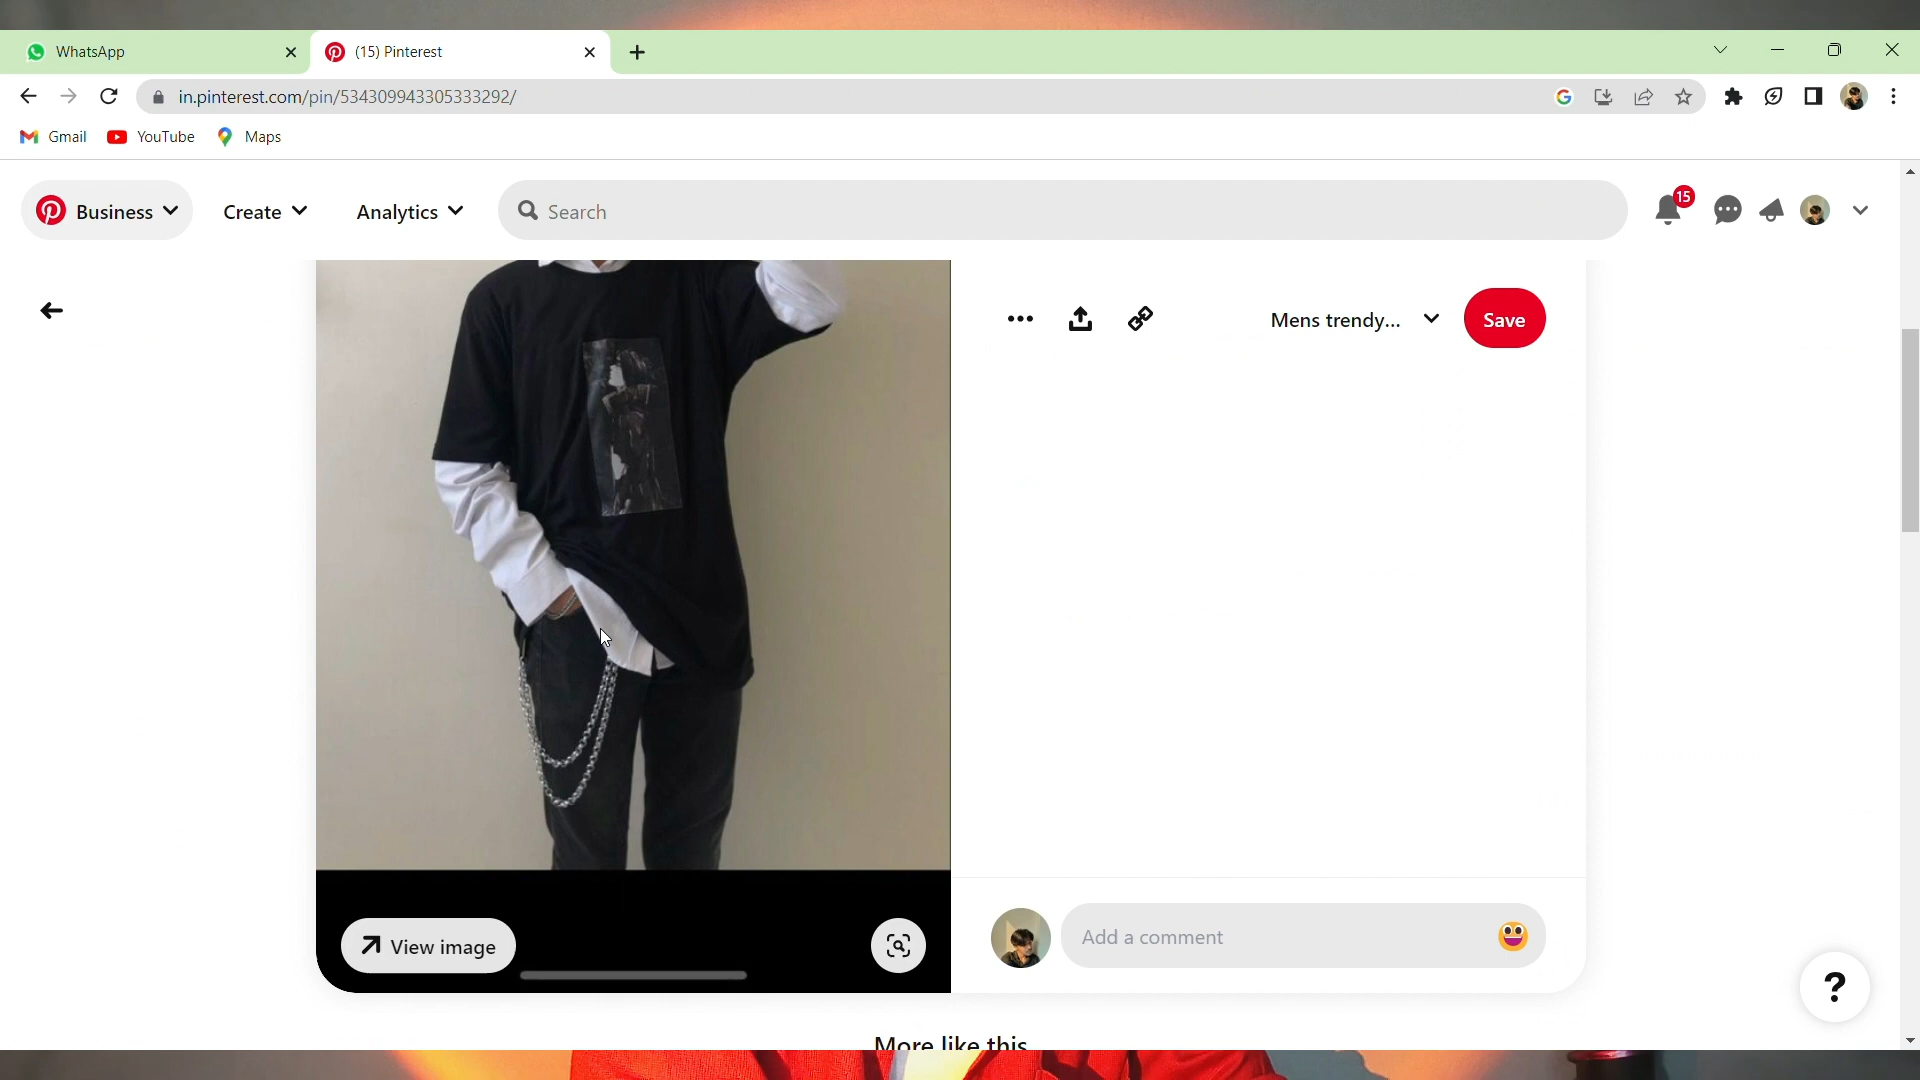 WhatsApp
(15) Pinterest
in.pinterest.com/pin/534309943305333292/
Gmail
YouTube
Maps
Business
Create
Analytics
Search
15
Mens trendy...
Save
View image
Add a comment
?
More like this